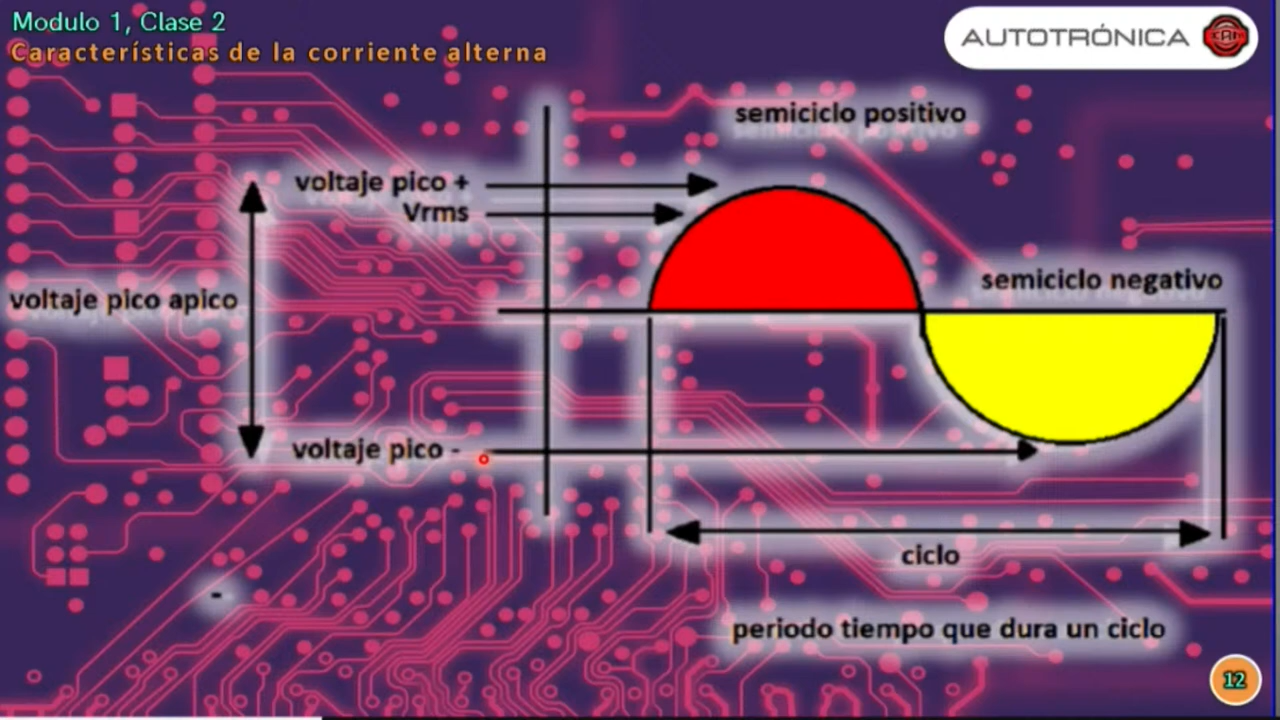 Modulo 1, Clase 2
Características de la corriente alterna
AUTOTRÓNICA
semiciclo positivo
voltaje pico +
Vrms
semiciclo negativo
voltaje pico apico
voltaje pico -
ciclo
-
periodo tiempo que dura un ciclo
12